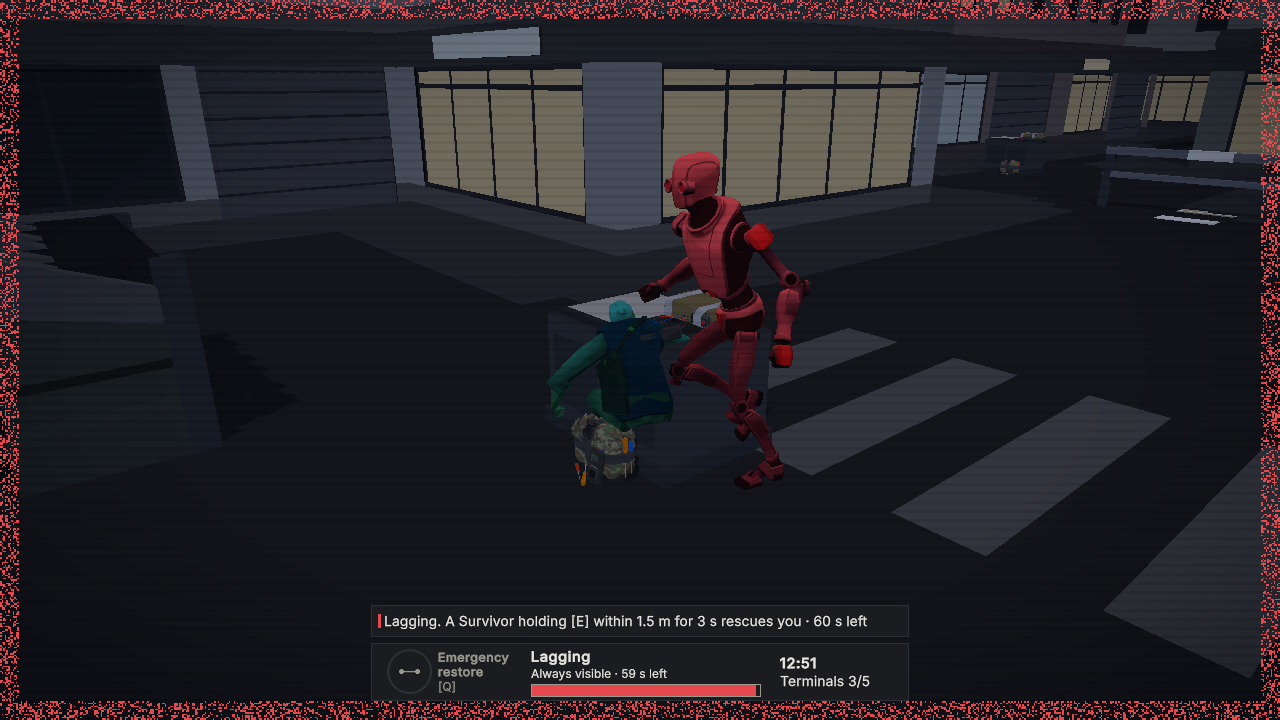 Lagging. A Survivor holding [E] within 1.5 m for 3 s rescues you · 60 s left
Emergency
restore
[Q]
Lagging
Always visible · 59 s left
12:51
Terminals 3/5